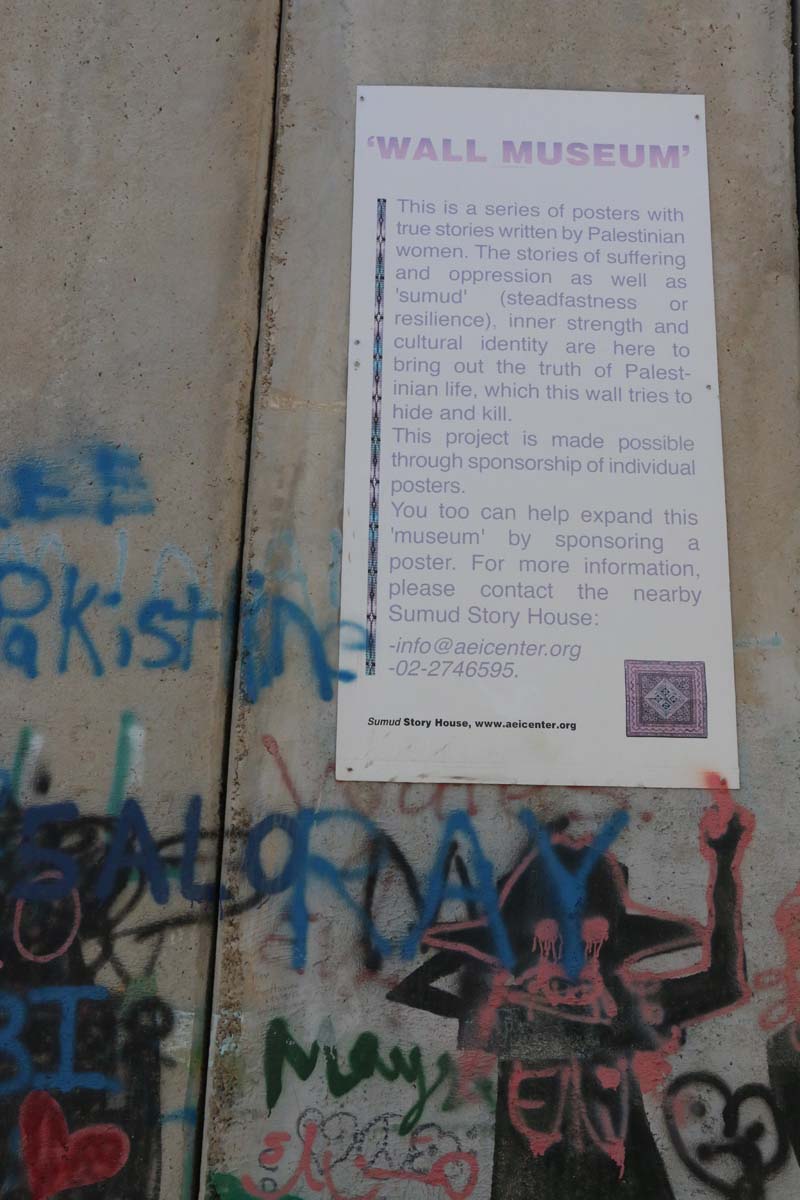 'WALL MUSEUM'
This is a series of posters with
true stories written by Palestinian
women. The stories of suffering
and oppression as well as
'sumud' (steadfastness or
resilience), inner strength and
cultural identity are here to
bring out the truth of Palest-
inian life, which this wall tries to
hide and kill.
This project is made possible
through sponsorship of individual
posters.
You too can help expand this
'museum' by sponsoring a
poster. For more information,
please contact the nearby
Sumud Story House:
-info@aeicenter.org
-02-2746595.
Sumud Story House, www.aeicenter.org
Pakistine
SALO
RAY
BI
May